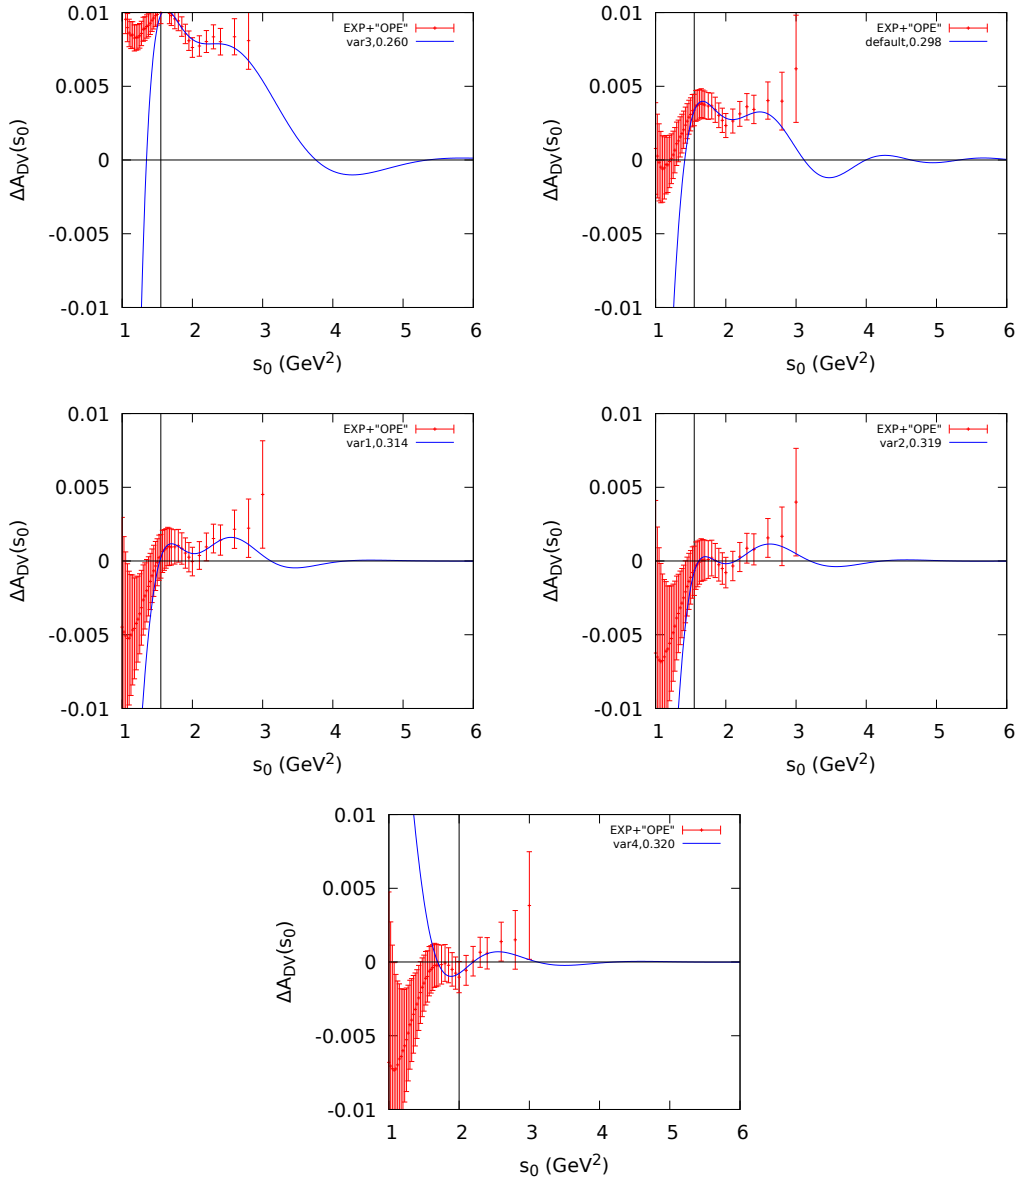 0.01
0.005
0
-0.005
-0.01
ΔA_DV(s_0)
EXP+"OPE"
var3,0.260
1 2 3 4 5 6
s_0 (GeV^2)
0.01
0.005
0
-0.005
-0.01
ΔA_DV(s_0)
EXP+"OPE"
default,0.298
1 2 3 4 5 6
s_0 (GeV^2)
0.01
0.005
0
-0.005
-0.01
ΔA_DV(s_0)
EXP+"OPE"
var1,0.314
1 2 3 4 5 6
s_0 (GeV^2)
0.01
0.005
0
-0.005
-0.01
ΔA_DV(s_0)
EXP+"OPE"
var2,0.319
1 2 3 4 5 6
s_0 (GeV^2)
0.01
0.005
0
-0.005
-0.01
ΔA_DV(s_0)
EXP+"OPE"
var4,0.320
1 2 3 4 5 6
s_0 (GeV^2)